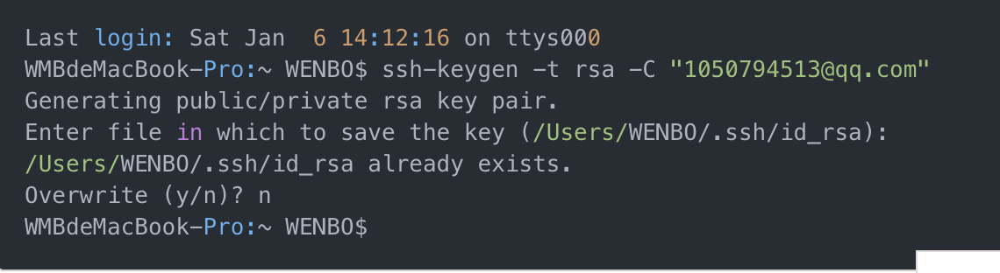 Last login: Sat Jan  6 14:12:16 on ttys000
WMBdeMacBook-Pro:~ WENBO$ ssh-keygen -t rsa -C "1050794513@qq.com"
Generating public/private rsa key pair.
Enter file in which to save the key (/Users/WENBO/.ssh/id_rsa):
/Users/WENBO/.ssh/id_rsa already exists.
Overwrite (y/n)? n
WMBdeMacBook-Pro:~ WENBO$